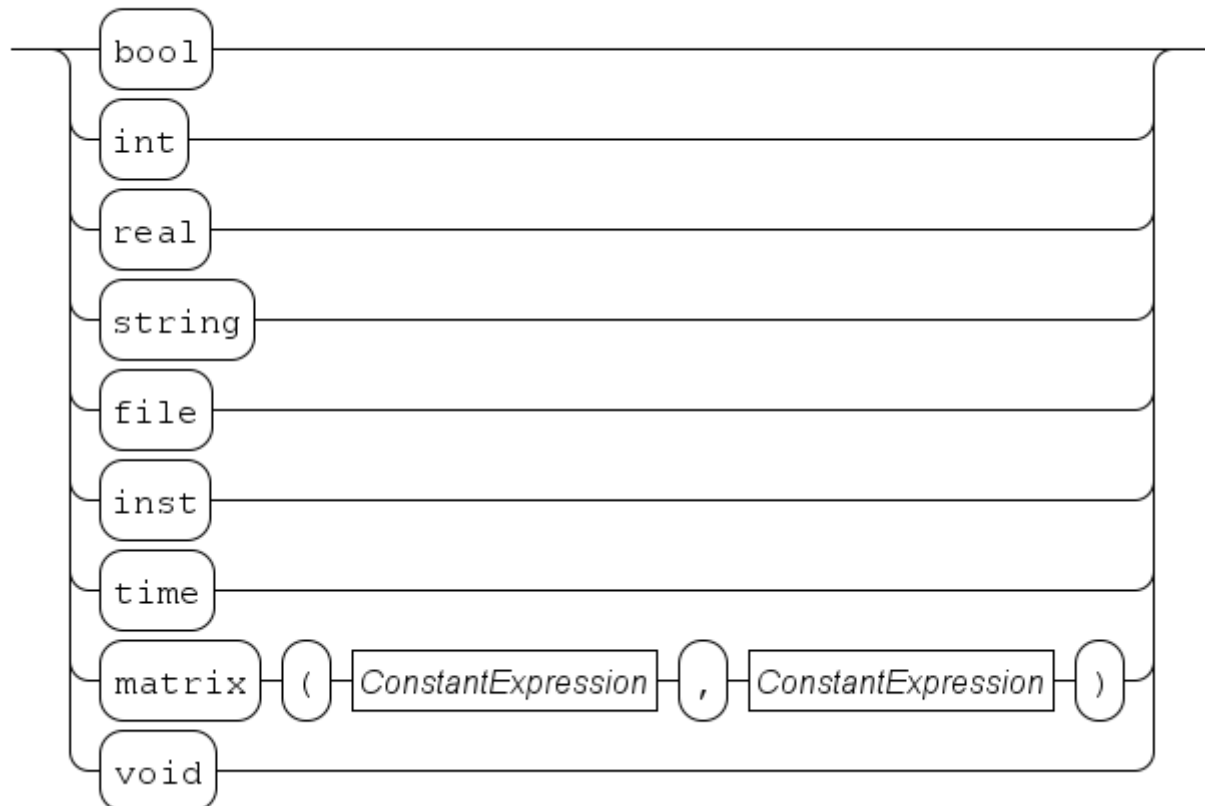 bool
int
real
string
file
inst
time
matrix ( ConstantExpression , ConstantExpression )
void